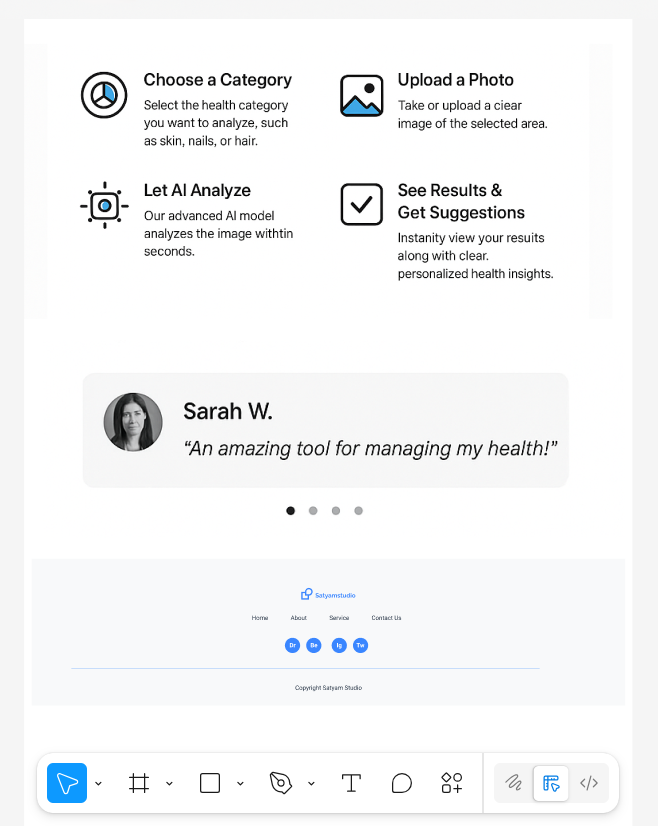 Choose a Category
Select the health category
you want to analyze, such
as skin, nails, or hair.
Upload a Photo
Take or upload a ciear
image of the selected area.
Let AI Analyze
Our advanced AI model
analyzes the image withtin
seconds.
See Results &
Get Suggestions
Instanity view your resuits
along with clear.
personalized health insights.
Sarah W.
“An amazing tool for managing my health!”
Satyamstudio
Home About Service Contact Us
Dr Be Ig Tw
Copyright Satyam Studio